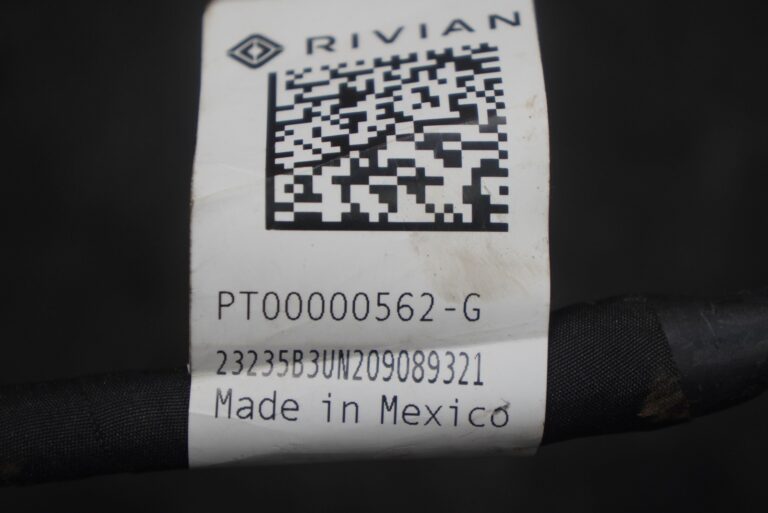 RIVIAN
PT00000562-G
23235B3UN209089321
Made in Mexico